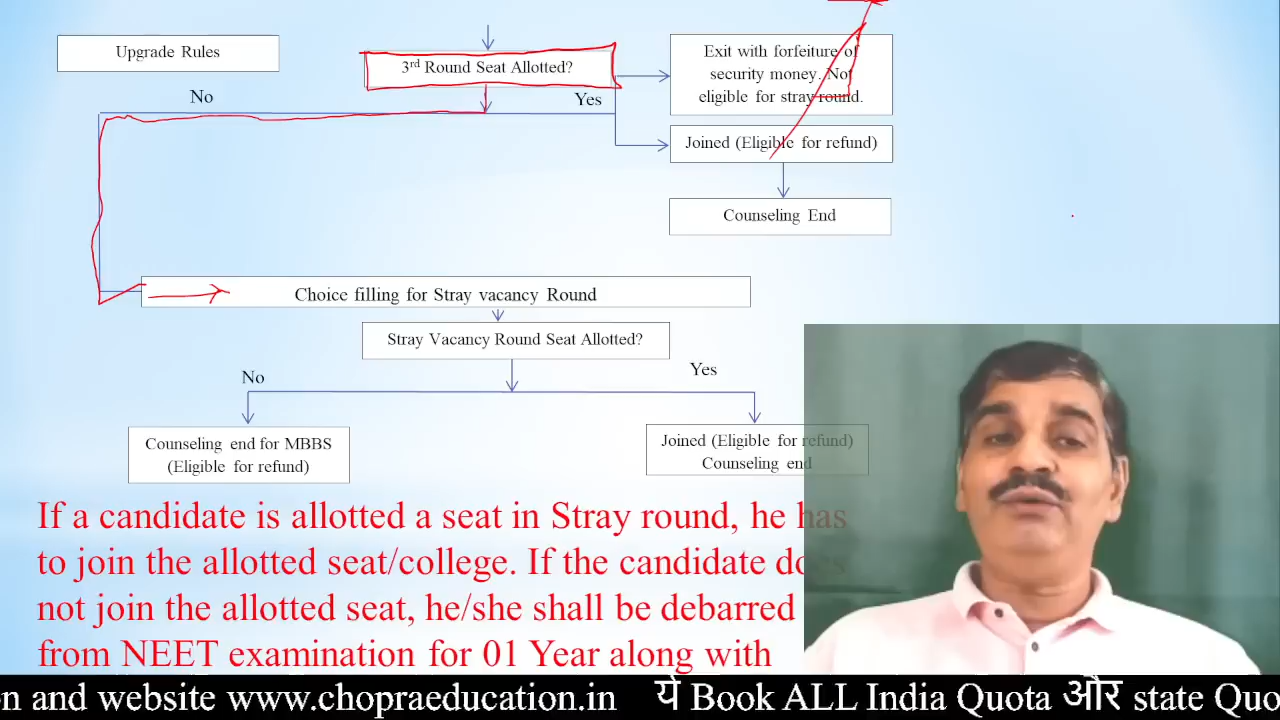 Upgrade Rules
3rd Round Seat Allotted?
Exit with forfeiture of
security money. Not
eligible for stray round.
No
Yes
Joined (Eligible for refund)
Counseling End
Choice filling for Stray vacancy Round
Stray Vacancy Round Seat Allotted?
No
Yes
Counseling end for MBBS
(Eligible for refund)
Joined (Eligible for refund)
Counseling end
If a candidate is allotted a seat in Stray round, he has
to join the allotted seat/college. If the candidate does
not join the allotted seat, he/she shall be debarred
from NEET examination for 01 Year along with
n and website www.chopraeducation.in ये Book ALL India Quota और state Quo